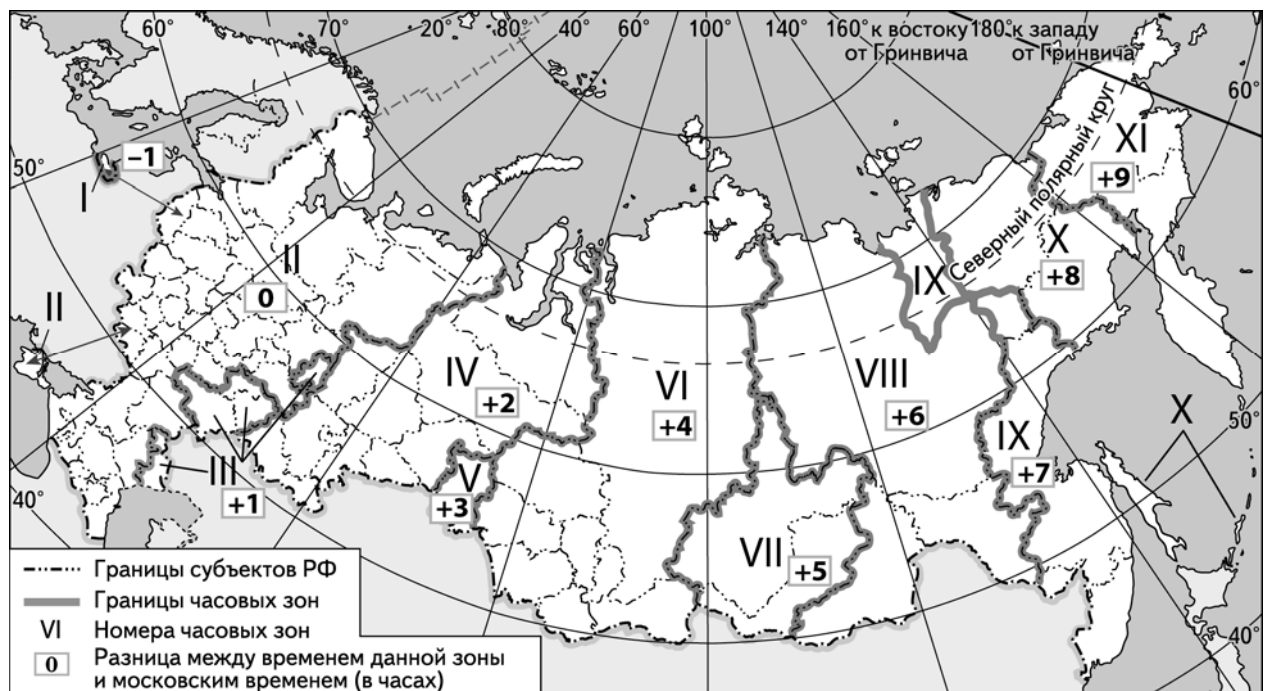 60° 70° 20° 40° 60° 80° 100° 120° 140° 160° к востоку 180° к западу
от Гринвича от Гринвича
60°
Северный полярный круг
XI
+9
50°
−1
I
II
0
X
+8
IX
II
IV
+2
VI
+4
VIII
+6
X
50°
IX
+7
III
+1
V
+3
VII
+5
40°
40°
Границы субъектов РФ
Границы часовых зон
VI Номера часовых зон
0 Разница между временем данной зоны
и московским временем (в часах)